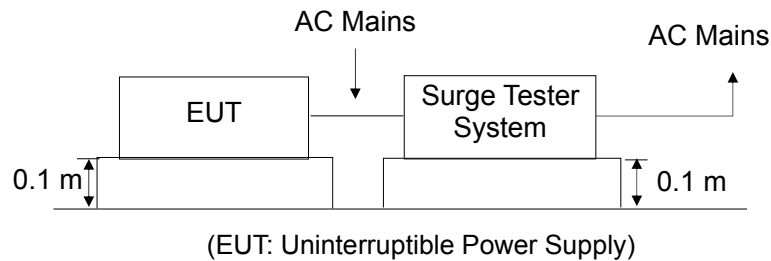 AC Mains
AC Mains
EUT
Surge Tester
System
0.1 m
0.1 m
(EUT: Uninterruptible Power Supply)